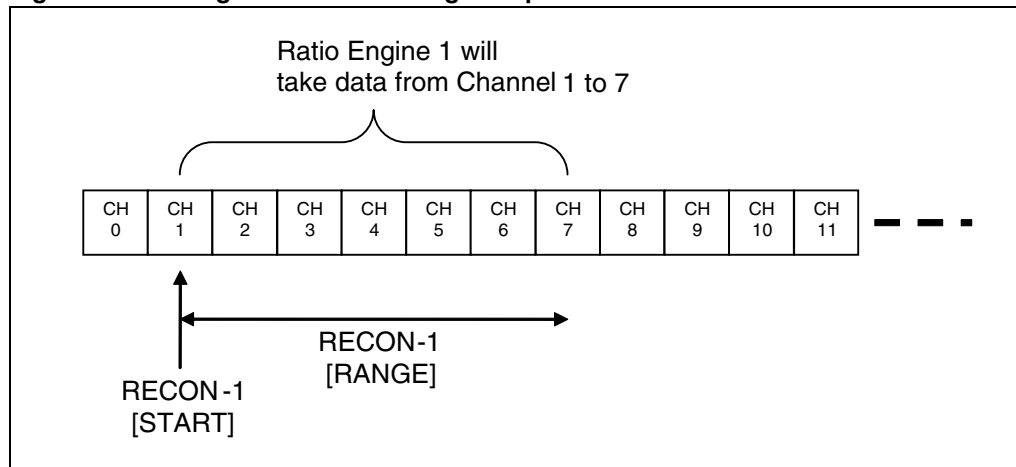 Ratio Engine 1 will
take data from Channel 1 to 7
CH CH CH CH CH CH CH CH CH CH CH CH
0 1 2 3 4 5 6 7 8 9 10 11
RECON-1
[RANGE]
RECON-1
[START]